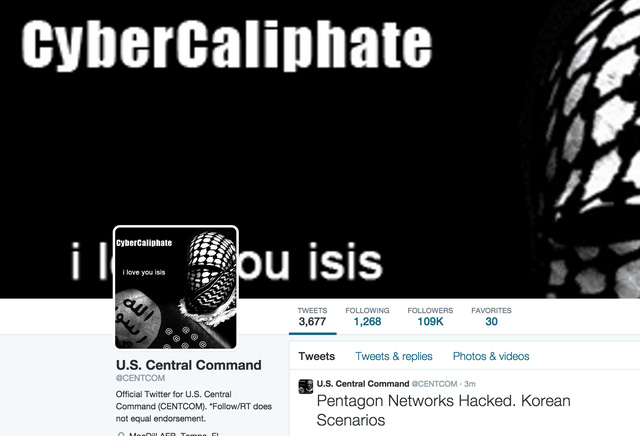 CyberCaliphate
i l
ou isis
CyberCaliphate
i love you isis
الله
رسول
TWEETS
3,677
FOLLOWING
1,268
FOLLOWERS
109K
FAVORITES
30
Tweets
Tweets & replies
Photos & videos
U.S. Central Command
@CENTCOM
Official Twitter for U.S. Central
Command (CENTCOM). *Follow/RT does
not equal endorsement.
MacDill AFB, Tampa, FL
U.S. Central Command @CENTCOM · 3m
Pentagon Networks Hacked. Korean
Scenarios